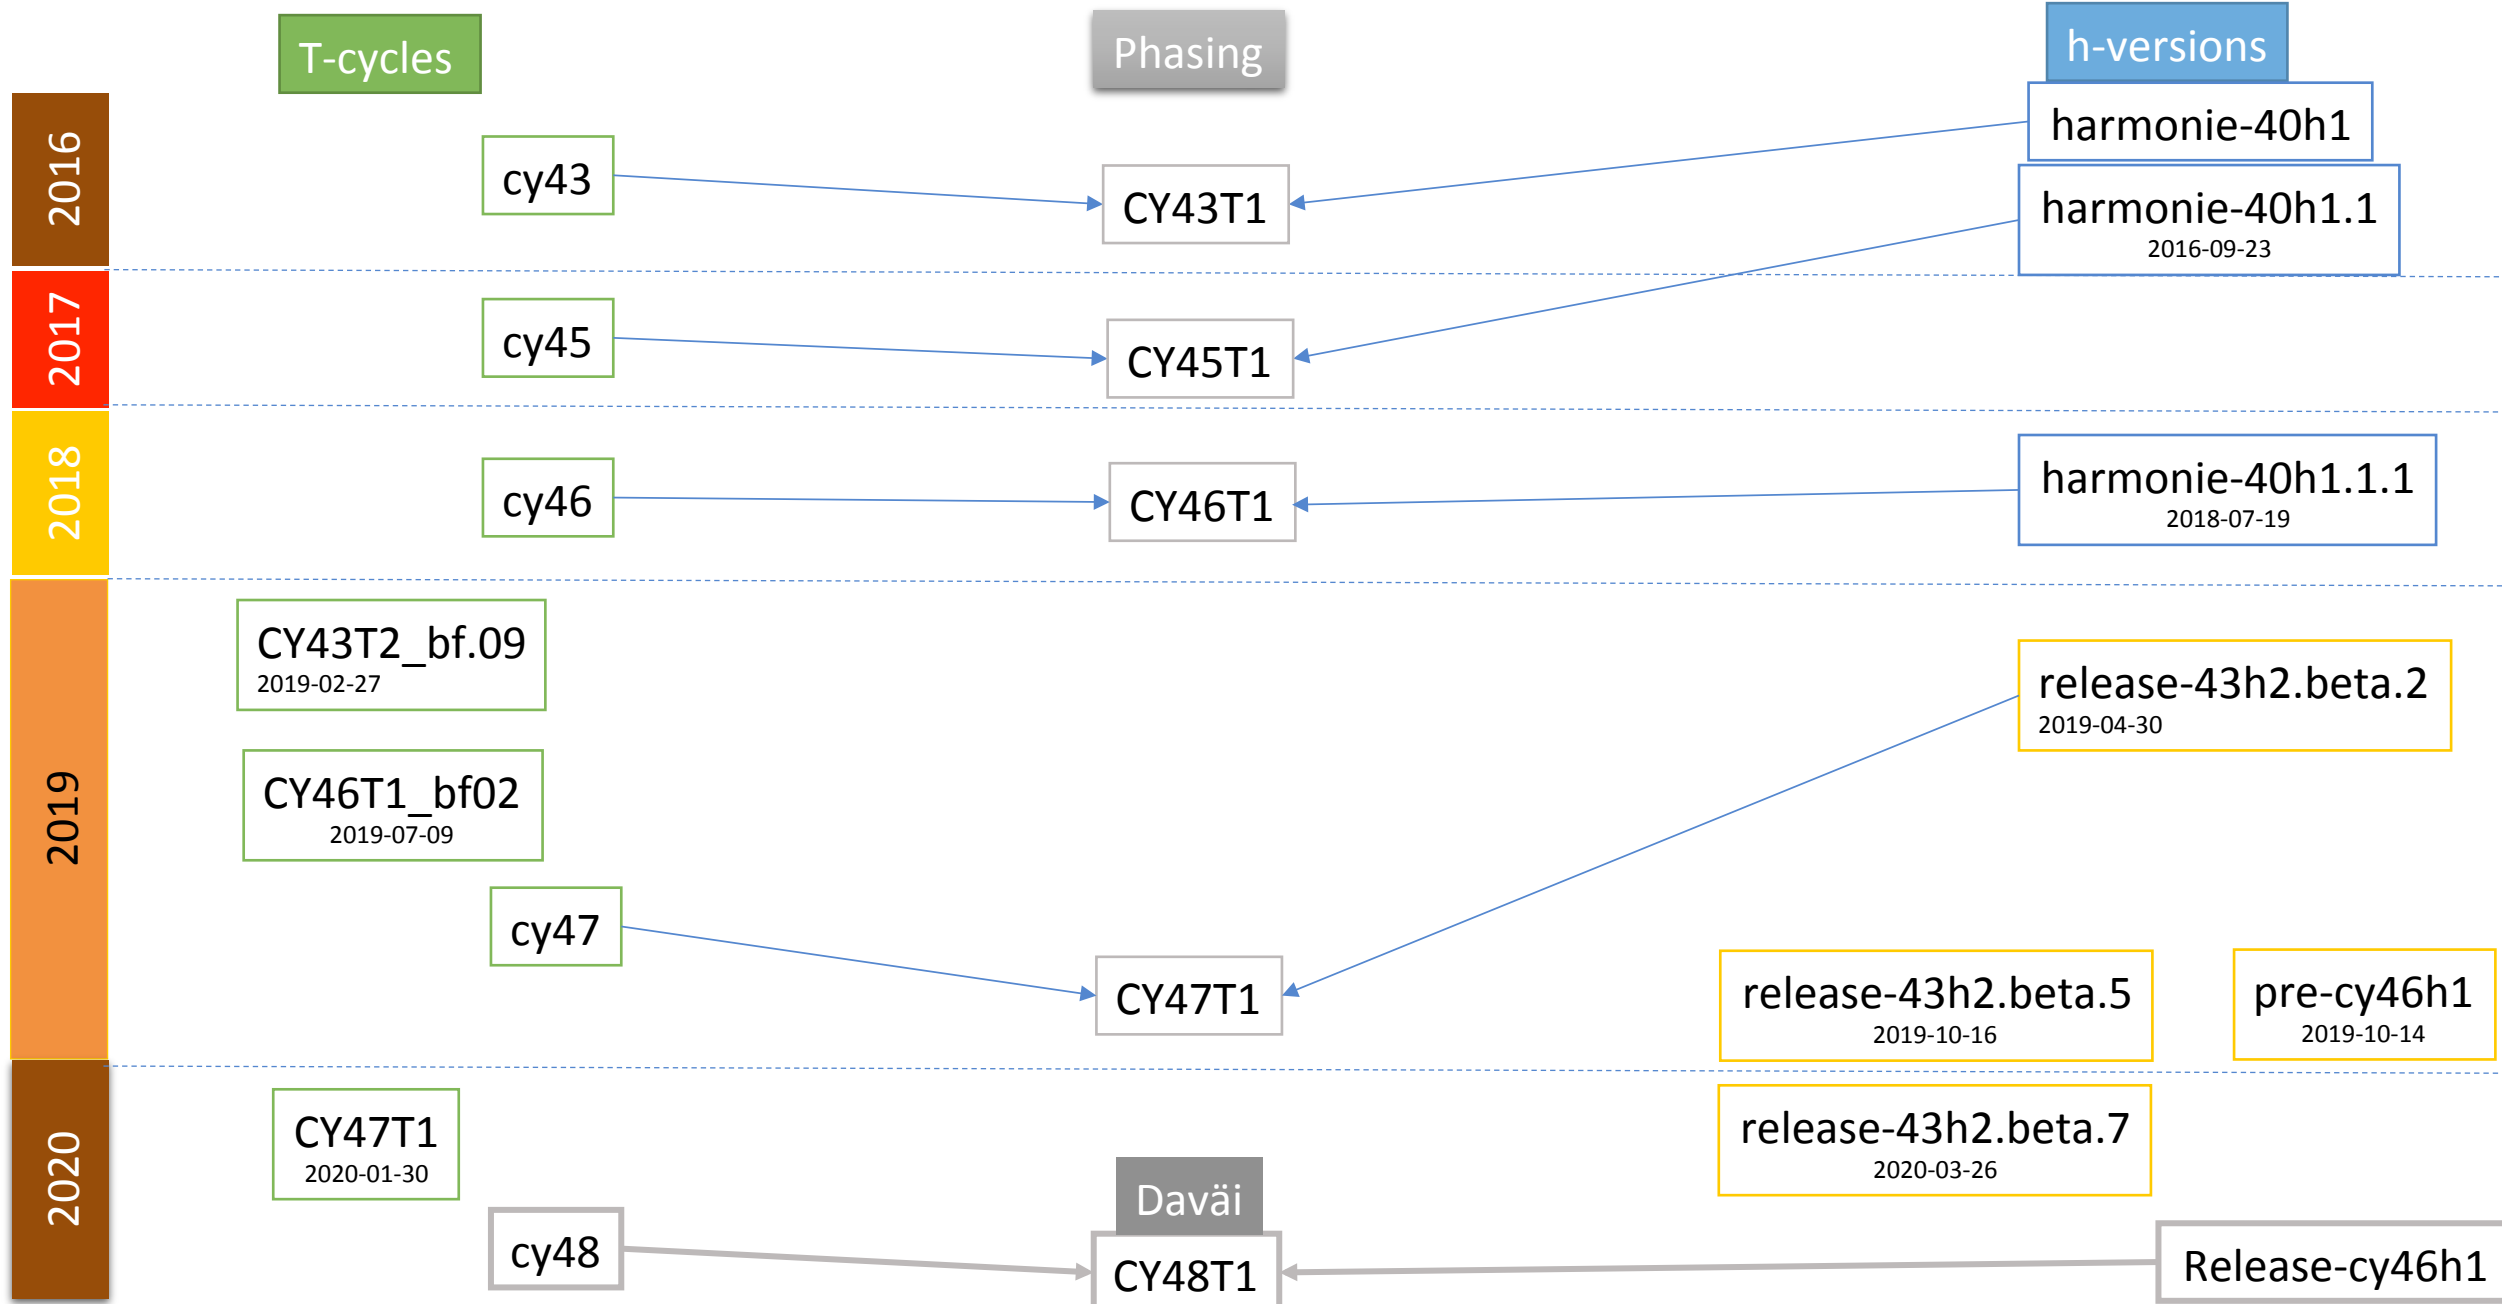 T-cycles
Phasing
h-versions
2016
cy43
CY43T1
harmonie-40h1
harmonie-40h1.1
2016-09-23
2017
cy45
CY45T1
2018
cy46
CY46T1
harmonie-40h1.1.1
2018-07-19
2019
CY43T2_bf.09
2019-02-27
release-43h2.beta.2
2019-04-30
CY46T1_bf02
2019-07-09
cy47
CY47T1
release-43h2.beta.5
2019-10-16
pre-cy46h1
2019-10-14
2020
CY47T1
2020-01-30
release-43h2.beta.7
2020-03-26
Daväi
cy48
CY48T1
Release-cy46h1